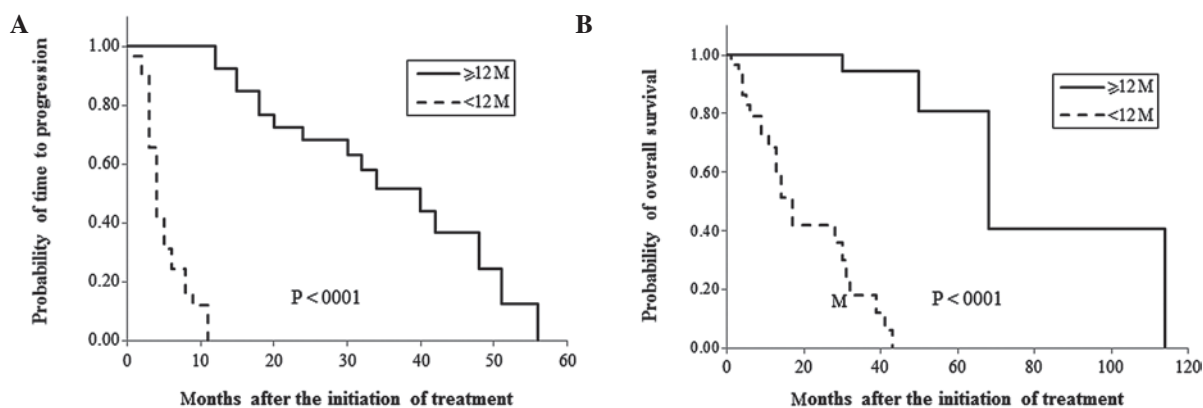 A
Probability of time to progression
1.00
0.80
0.60
0.40
0.20
0.00
⩾12M
<12M
P <0001
0 10 20 30 40 50 60
Months after the initiation of treatment
B
Probability of overall survival
1.00
0.80
0.60
0.40
0.20
0.00
⩾12M
<12M
M P <0001
0 20 40 60 80 100 120
Months after the initiation of treatment